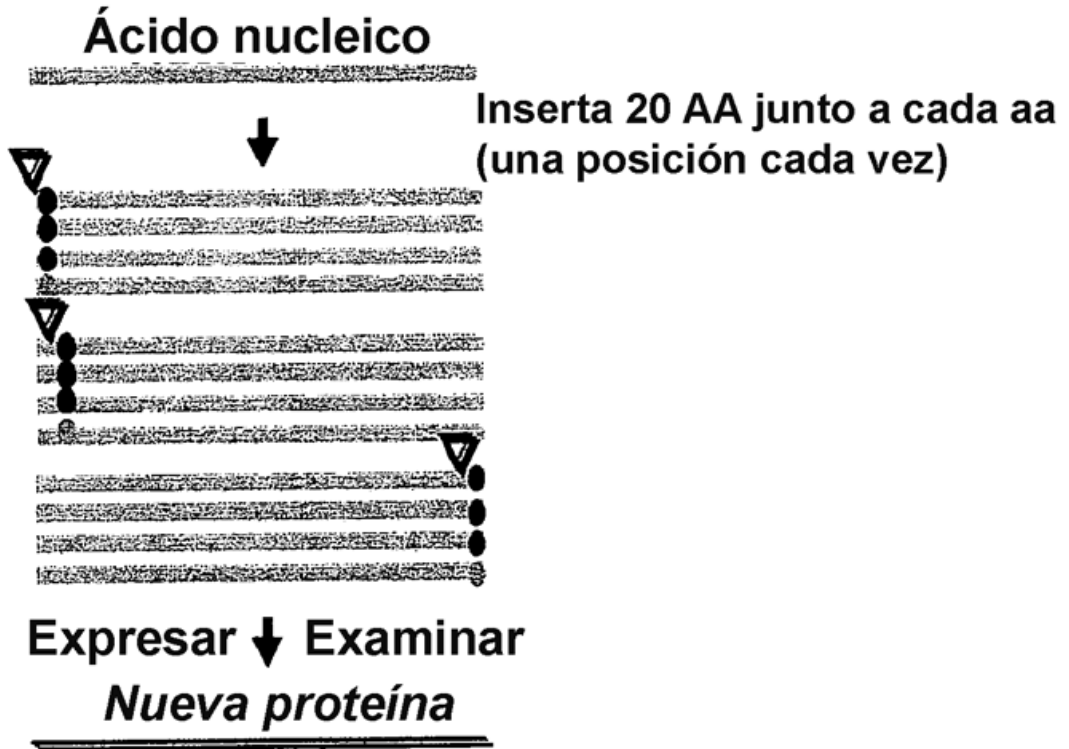 Ácido nucleico
Inserta 20 AA junto a cada aa
(una posición cada vez)
Expresar Examinar
Nueva proteína